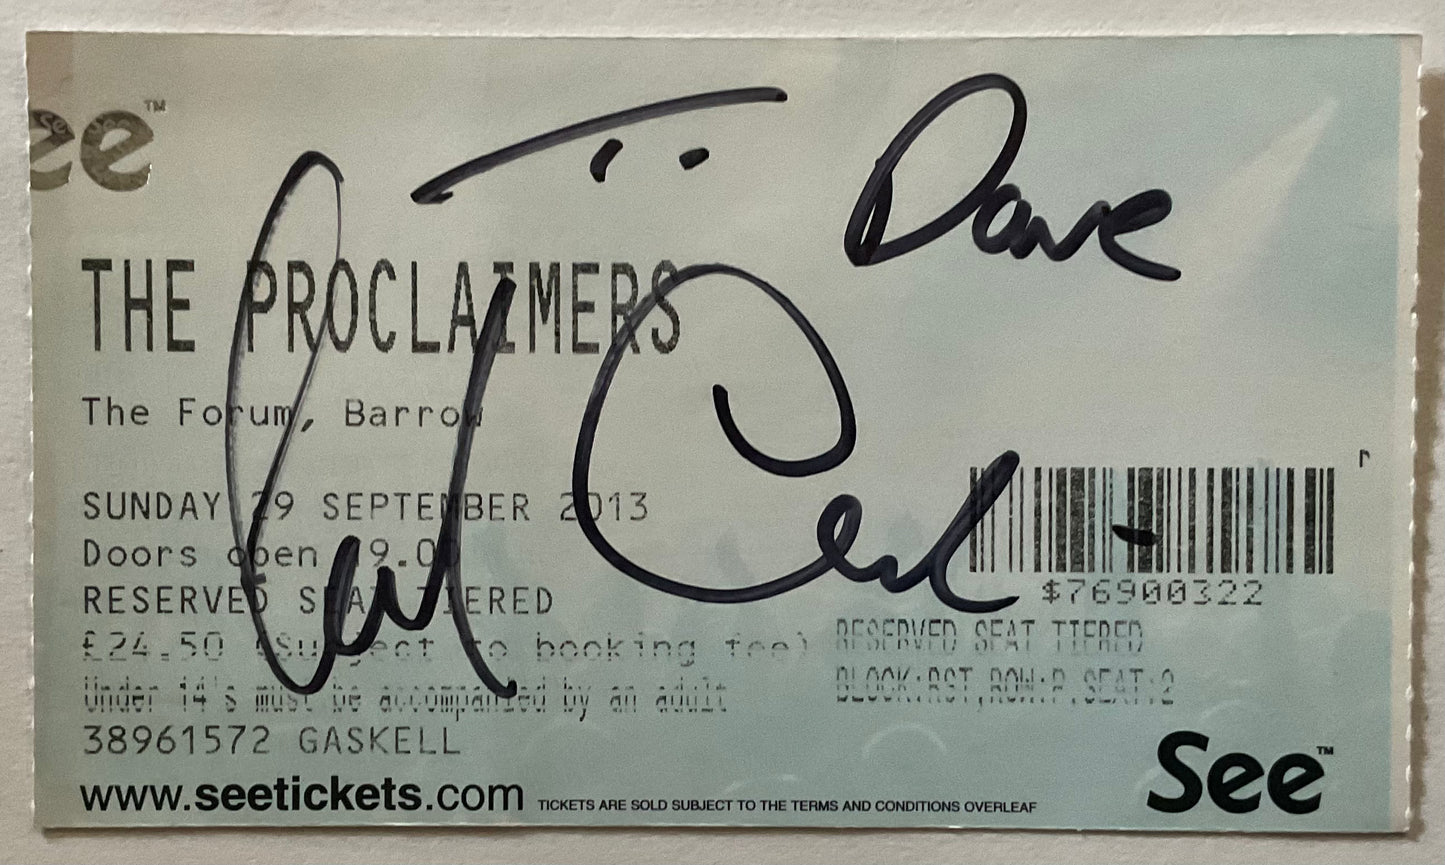 See™
To Dave
THE PROCLAIMERS
The Forum, Barrow
SUNDAY 29 SEPTEMBER 2013
Doors open 19.00
RESERVED SEAT TIERED
£24.50 (Subject to booking fee)
Under 14's must be accompanied by an adult
38961572 GASKELL
$76900322
RESERVED SEAT TIERED
BLOCK:RST,ROW:P,SEAT:2
www.seetickets.com
TICKETS ARE SOLD SUBJECT TO THE TERMS AND CONDITIONS OVERLEAF
See™